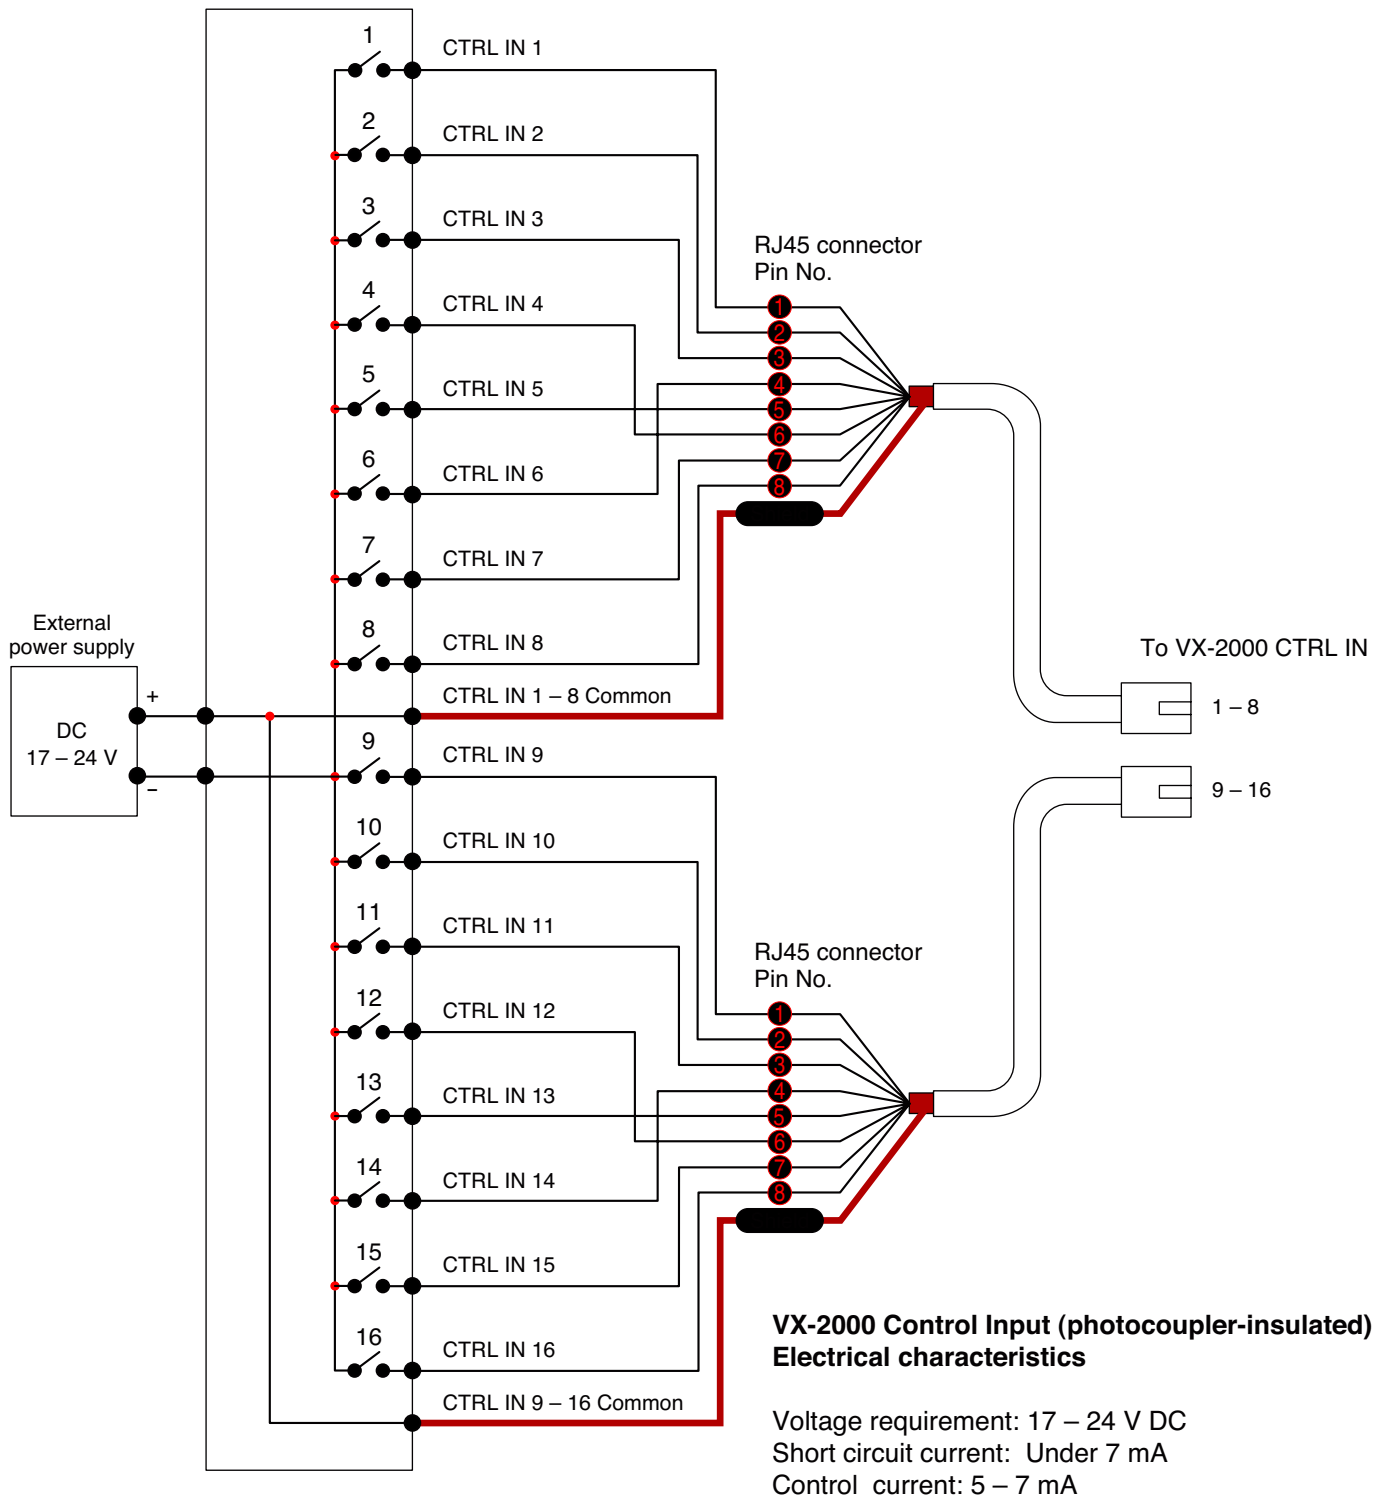 1
CTRL IN 1
2
CTRL IN 2
3
CTRL IN 3
RJ45 connector
Pin No.
4
CTRL IN 4
1
2
3
4
5
6
7
8
5
CTRL IN 5
6
CTRL IN 6
7
CTRL IN 7
8
CTRL IN 8
External
power supply
DC
17 – 24 V
+
−
CTRL IN 1 – 8 Common
To VX-2000 CTRL IN
1 – 8
9 – 16
9
CTRL IN 9
10
CTRL IN 10
11
CTRL IN 11
RJ45 connector
Pin No.
12
CTRL IN 12
1
2
3
4
5
6
7
8
13
CTRL IN 13
14
CTRL IN 14
15
CTRL IN 15
16
CTRL IN 16
CTRL IN 9 – 16 Common
VX-2000 Control Input (photocoupler-insulated)
Electrical characteristics
Voltage requirement: 17 – 24 V DC
Short circuit current: Under 7 mA
Control current: 5 – 7 mA